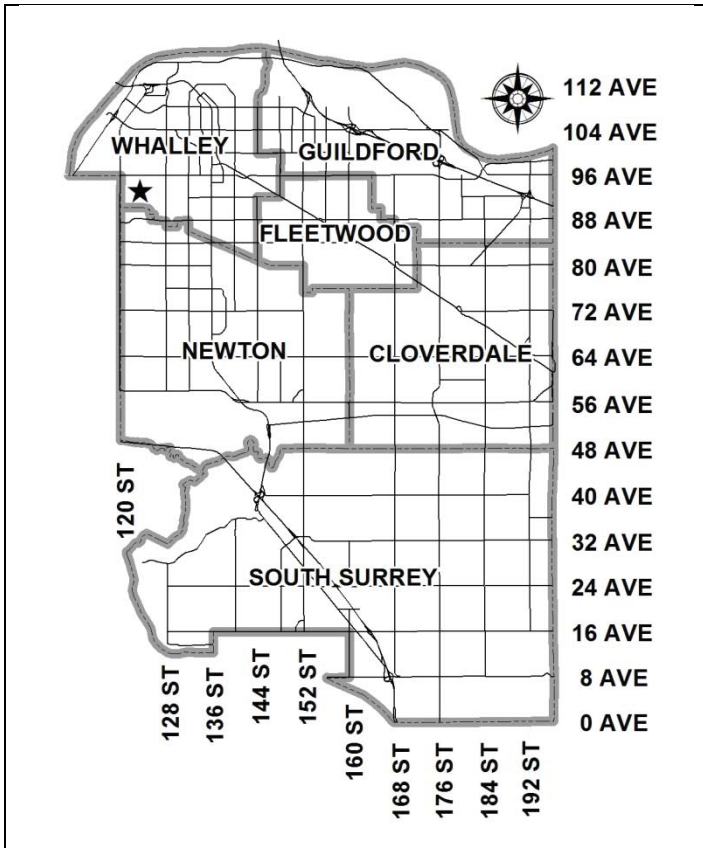 112 AVE
104 AVE
WHALLEY
GUILDFORD
96 AVE
88 AVE
FLEETWOOD
80 AVE
72 AVE
NEWTON
CLOVERDALE
64 AVE
56 AVE
48 AVE
120 ST
40 AVE
32 AVE
SOUTH SURREY
24 AVE
16 AVE
128 ST
136 ST
144 ST
152 ST
160 ST
8 AVE
0 AVE
168 ST
176 ST
184 ST
192 ST